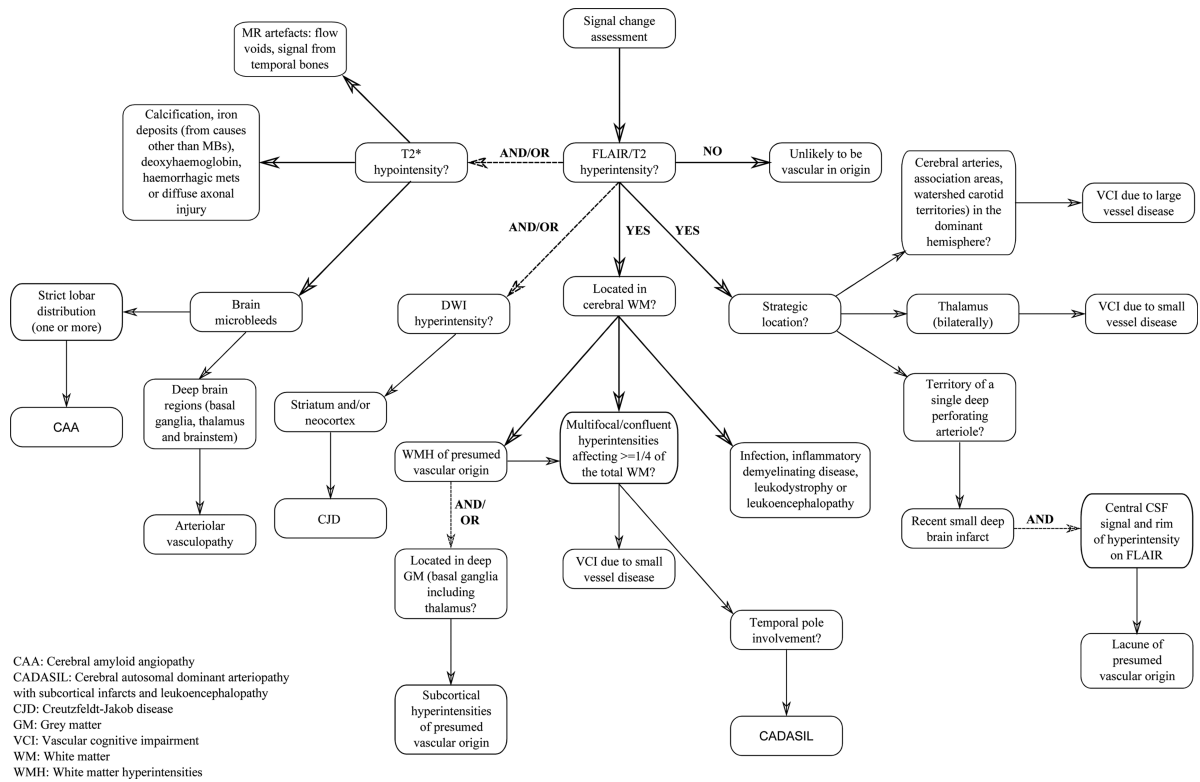 Signal change
assessment
MR artefacts: flow
voids, signal from
temporal bones
Calcification, iron
deposits (from causes
other than MBs),
deoxyhaemoglobin,
haemorrhagic mets
or diffuse axonal
injury
T2*
hypointensity?
AND/OR
FLAIR/T2
hyperintensity?
NO
Unlikely to be
vascular in origin
Cerebral arteries,
association areas,
watershed carotid
territories) in the
dominant
hemisphere?
VCI due to large
vessel disease
AND/OR
YES
YES
Strict lobar
distribution
(one or more)
Brain
microbleeds
DWI
hyperintensity?
Located in
cerebral WM?
Strategic
location?
Thalamus
(bilaterally)
VCI due to small
vessel disease
CAA
Deep brain
regions (basal
ganglia, thalamus
and brainstem)
Striatum and/or
neocortex
WMH of presumed
vascular origin
Multifocal/confluent
hyperintensities
affecting >=1/4 of
the total WM?
Infection, inflammatory
demyelinating disease,
leukodystrophy or
leukoencephalopathy
Territory of a
single deep
perforating
arteriole?
Arteriolar
vasculopathy
CJD
AND/
OR
Recent small deep
brain infarct
AND
Central CSF
signal and rim
of hyperintensity
on FLAIR
Located in deep
GM (basal ganglia
including
thalamus?
VCI due to small
vessel disease
Temporal pole
involvement?
Lacune of
presumed
vascular origin
Subcortical
hyperintensities
of presumed
vascular origin
CADASIL
CAA: Cerebral amyloid angiopathy
CADASIL: Cerebral autosomal dominant arteriopathy
with subcortical infarcts and leukoencephalopathy
CJD: Creutzfeldt-Jakob disease
GM: Grey matter
VCI: Vascular cognitive impairment
WM: White matter
WMH: White matter hyperintensities